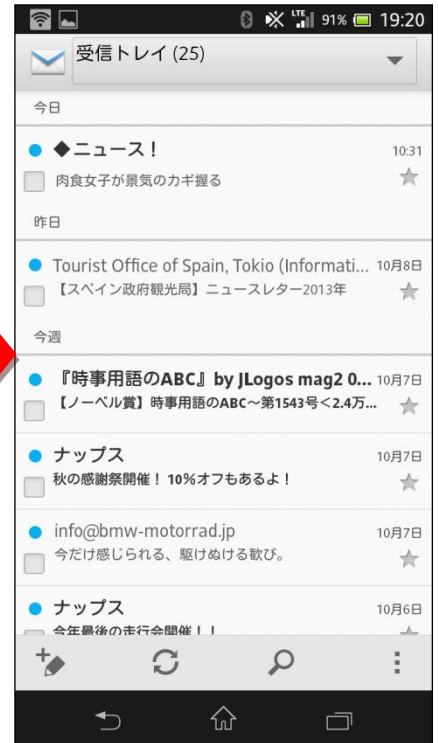 LTE 91% 19:20
受信トレイ (25)
今日
◆ニュース！ 10:31
肉食女子が景気のカギ握る
昨日
Tourist Office of Spain, Tokio (Informati... 10月8日
【スペイン政府観光局】ニュースレター2013年
今週
『時事用語のABC』by JLogos mag2 0... 10月7日
【ノーベル賞】時事用語のABC～第1543号＜2.4万...
ナップス 10月7日
秋の感謝祭開催！ 10％オフもあるよ！
info@bmw-motorrad.jp 10月7日
今だけ感じられる、駆けぬける歓び。
ナップス 10月6日
今年最後の走行会開催！！